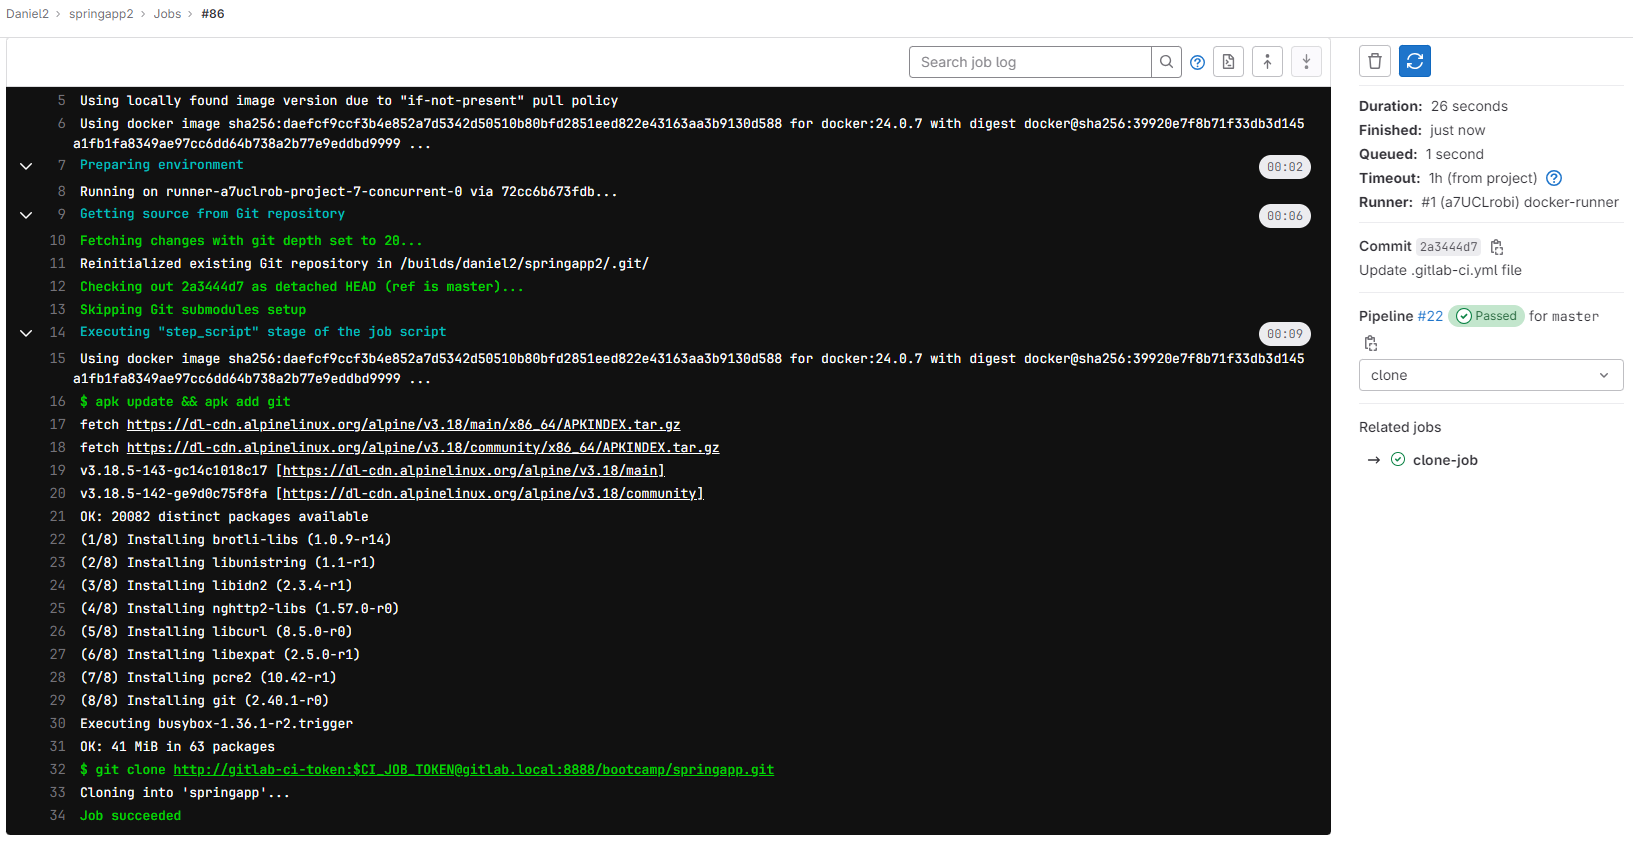 Daniel2 › springapp2 › Jobs › #86
Search job log
5 Using locally found image version due to "if-not-present" pull policy
6 Using docker image sha256:daefcf9ccf3b4e852a7d5342d50510b80bfd2851eed822e43163aa3b9130d588 for docker:24.0.7 with digest docker@sha256:39920e7f8b71f33db3d145
a1fb1fa8349ae97cc6dd64b738a2b77e9eddbd9999 ...
7 Preparing environment 00:02
8 Running on runner-a7uclrob-project-7-concurrent-0 via 72cc6b673fdb...
9 Getting source from Git repository 00:06
10 Fetching changes with git depth set to 20...
11 Reinitialized existing Git repository in /builds/daniel2/springapp2/.git/
12 Checking out 2a3444d7 as detached HEAD (ref is master)...
13 Skipping Git submodules setup
14 Executing "step_script" stage of the job script 00:09
15 Using docker image sha256:daefcf9ccf3b4e852a7d5342d50510b80bfd2851eed822e43163aa3b9130d588 for docker:24.0.7 with digest docker@sha256:39920e7f8b71f33db3d145
a1fb1fa8349ae97cc6dd64b738a2b77e9eddbd9999 ...
16 $ apk update && apk add git
17 fetch https://dl-cdn.alpinelinux.org/alpine/v3.18/main/x86_64/APKINDEX.tar.gz
18 fetch https://dl-cdn.alpinelinux.org/alpine/v3.18/community/x86_64/APKINDEX.tar.gz
19 v3.18.5-143-gc14c1018c17 [https://dl-cdn.alpinelinux.org/alpine/v3.18/main]
20 v3.18.5-142-ge9d0c75f8fa [https://dl-cdn.alpinelinux.org/alpine/v3.18/community]
21 OK: 20082 distinct packages available
22 (1/8) Installing brotli-libs (1.0.9-r14)
23 (2/8) Installing libunistring (1.1-r1)
24 (3/8) Installing libidn2 (2.3.4-r1)
25 (4/8) Installing nghttp2-libs (1.57.0-r0)
26 (5/8) Installing libcurl (8.5.0-r0)
27 (6/8) Installing libexpat (2.5.0-r1)
28 (7/8) Installing pcre2 (10.42-r1)
29 (8/8) Installing git (2.40.1-r0)
30 Executing busybox-1.36.1-r2.trigger
31 OK: 41 MiB in 63 packages
32 $ git clone http://gitlab-ci-token:$CI_JOB_TOKEN@gitlab.local:8888/bootcamp/springapp.git
33 Cloning into 'springapp'...
34 Job succeeded
Duration: 26 seconds
Finished: just now
Queued: 1 second
Timeout: 1h (from project)
Runner: #1 (a7UCLrobi) docker-runner
Commit 2a3444d7
Update .gitlab-ci.yml file
Pipeline #22 Passed for master
clone
Related jobs
→ clone-job